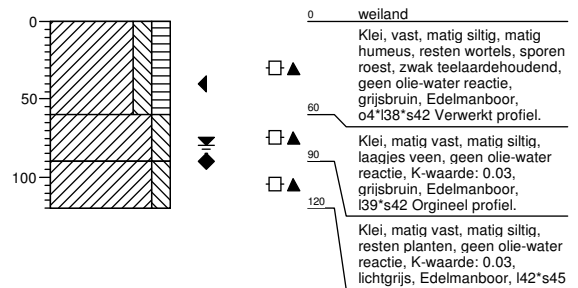 0
50
100
0 weiland
Klei, vast, matig siltig, matig
humeus, resten wortels, sporen
roest, zwak teelaardehoudend,
geen olie-water reactie,
grijsbruin, Edelmanboor,
o4*l38*s42 Verwerkt profiel.
60
Klei, matig vast, matig siltig,
laagjes veen, geen olie-water
reactie, K-waarde: 0.03,
grijsbruin, Edelmanboor,
l39*s42 Orgineel profiel.
90
Klei, matig vast, matig siltig,
resten planten, geen olie-water
reactie, K-waarde: 0.03,
lichtgrijs, Edelmanboor, l42*s45
120